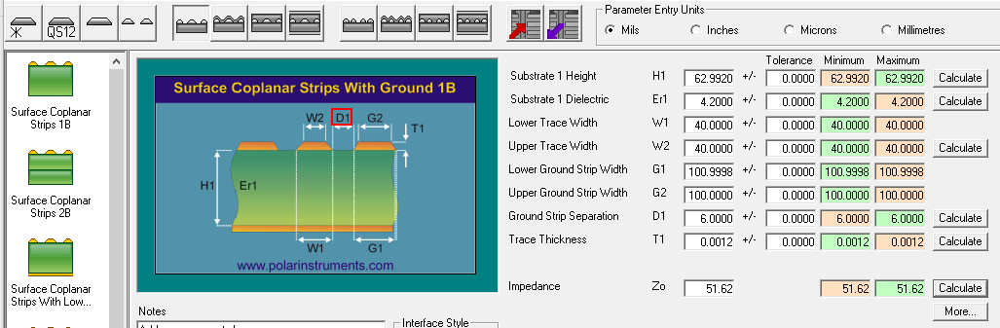 Parameter Entry Units
Mils Inches Microns Millimetres
QS12
Tolerance Minimum Maximum
Surface Coplanar
Strips 1B
Surface Coplanar
Strips 2B
Surface Coplanar
Strips With Low...
Surface Coplanar Strips With Ground 1B
W2 D1 G2
T1
H1 Er1
W1 G1
www.polarinstruments.com
Substrate 1 Height H1 62.9920 +/- 0.0000 62.9920 62.9920 Calculate
Substrate 1 Dielectric Er1 4.2000 +/- 0.0000 4.2000 4.2000 Calculate
Lower Trace Width W1 40.0000 +/- 0.0000 40.0000 40.0000
Upper Trace Width W2 40.0000 +/- 0.0000 40.0000 40.0000 Calculate
Lower Ground Strip Width G1 100.9998 +/- 0.0000 100.9998 100.9998
Upper Ground Strip Width G2 100.0000 +/- 0.0000 100.0000 100.0000
Ground Strip Separation D1 6.0000 +/- 0.0000 6.0000 6.0000 Calculate
Trace Thickness T1 0.0012 +/- 0.0000 0.0012 0.0012 Calculate
Impedance Zo 51.62 51.62 51.62 Calculate
More...
Notes
Interface Style